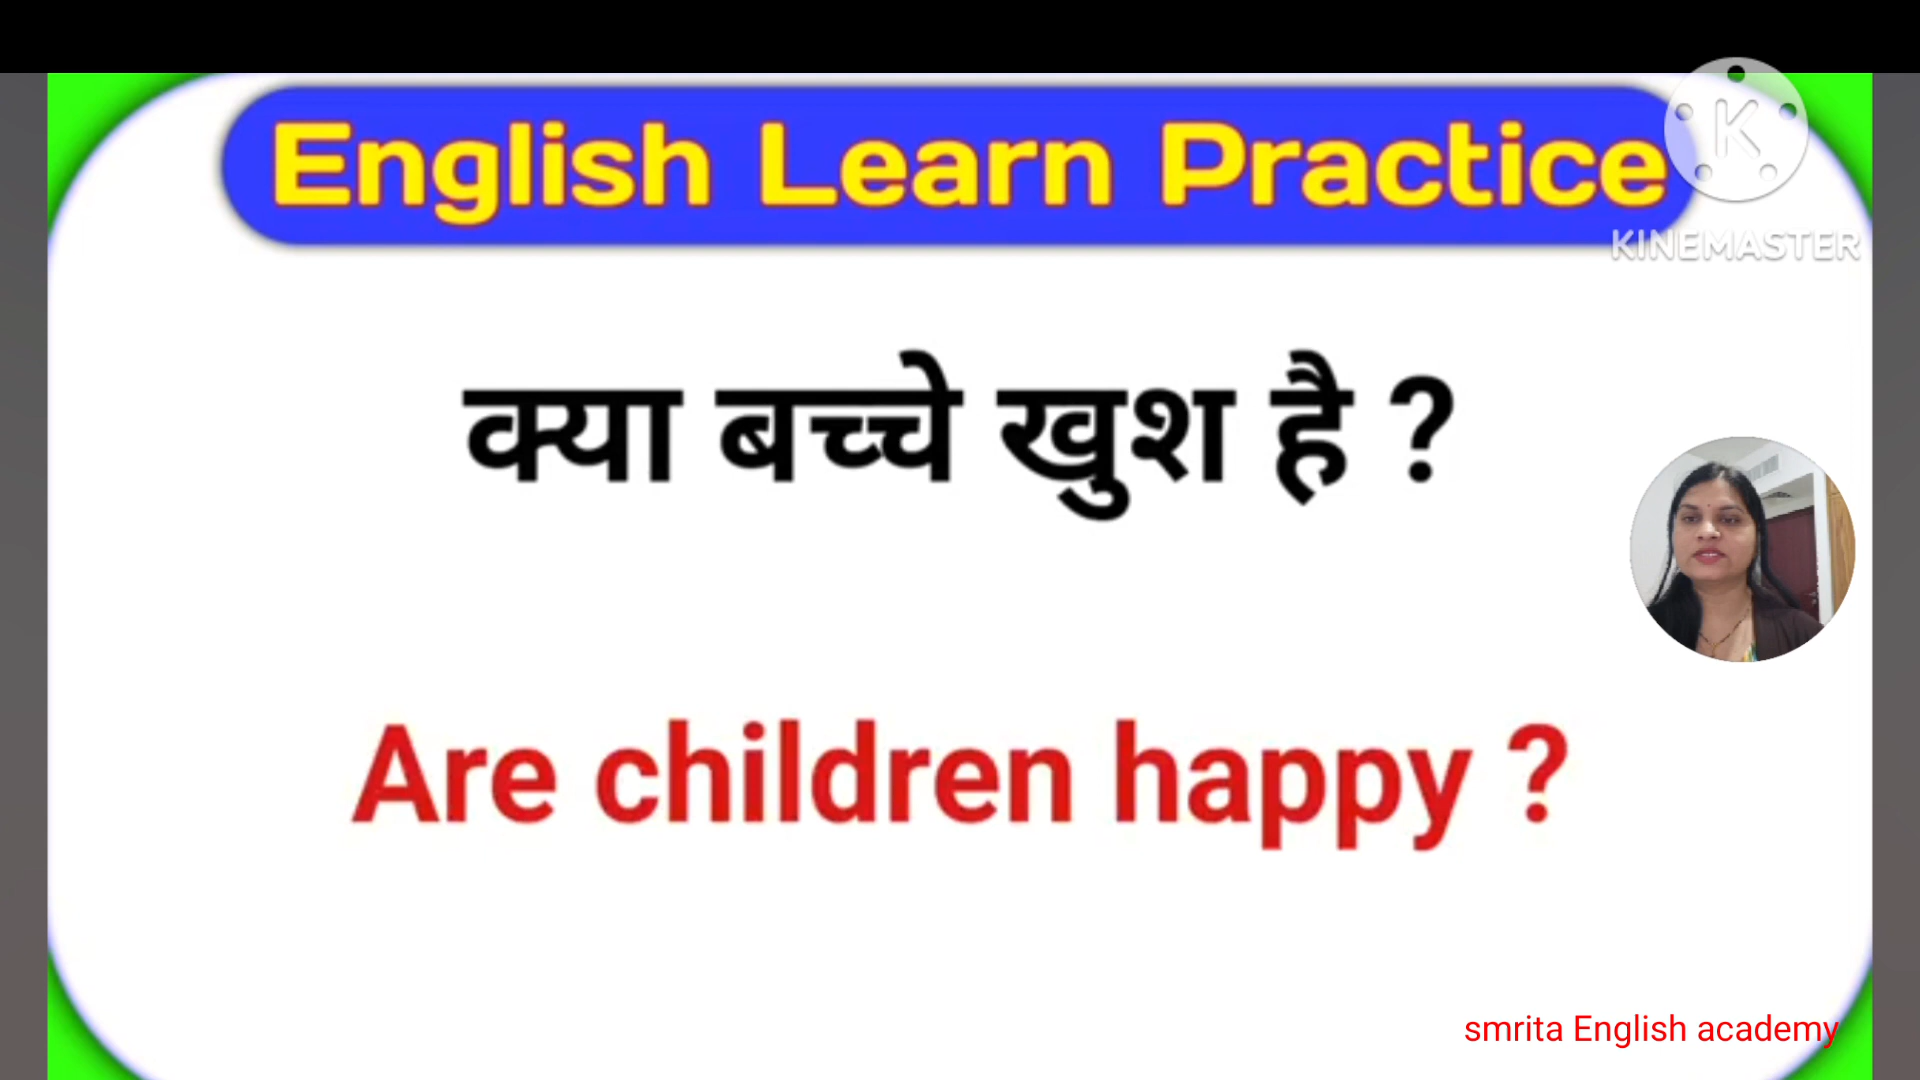 English Learn Practice
K
KINEMASTER
क्या बच्चे खुश है ?
Are children happy ?
smrita English academy